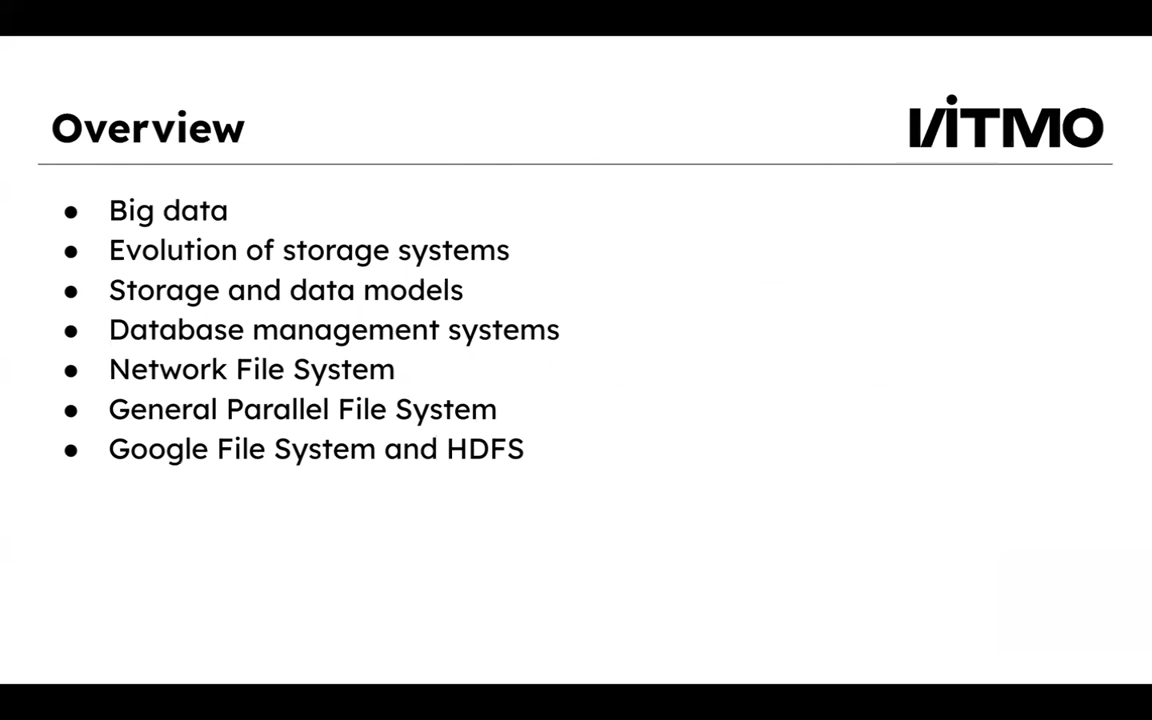 Overview
ИТМО
• Big data
• Evolution of storage systems
• Storage and data models
• Database management systems
• Network File System
• General Parallel File System
• Google File System and HDFS